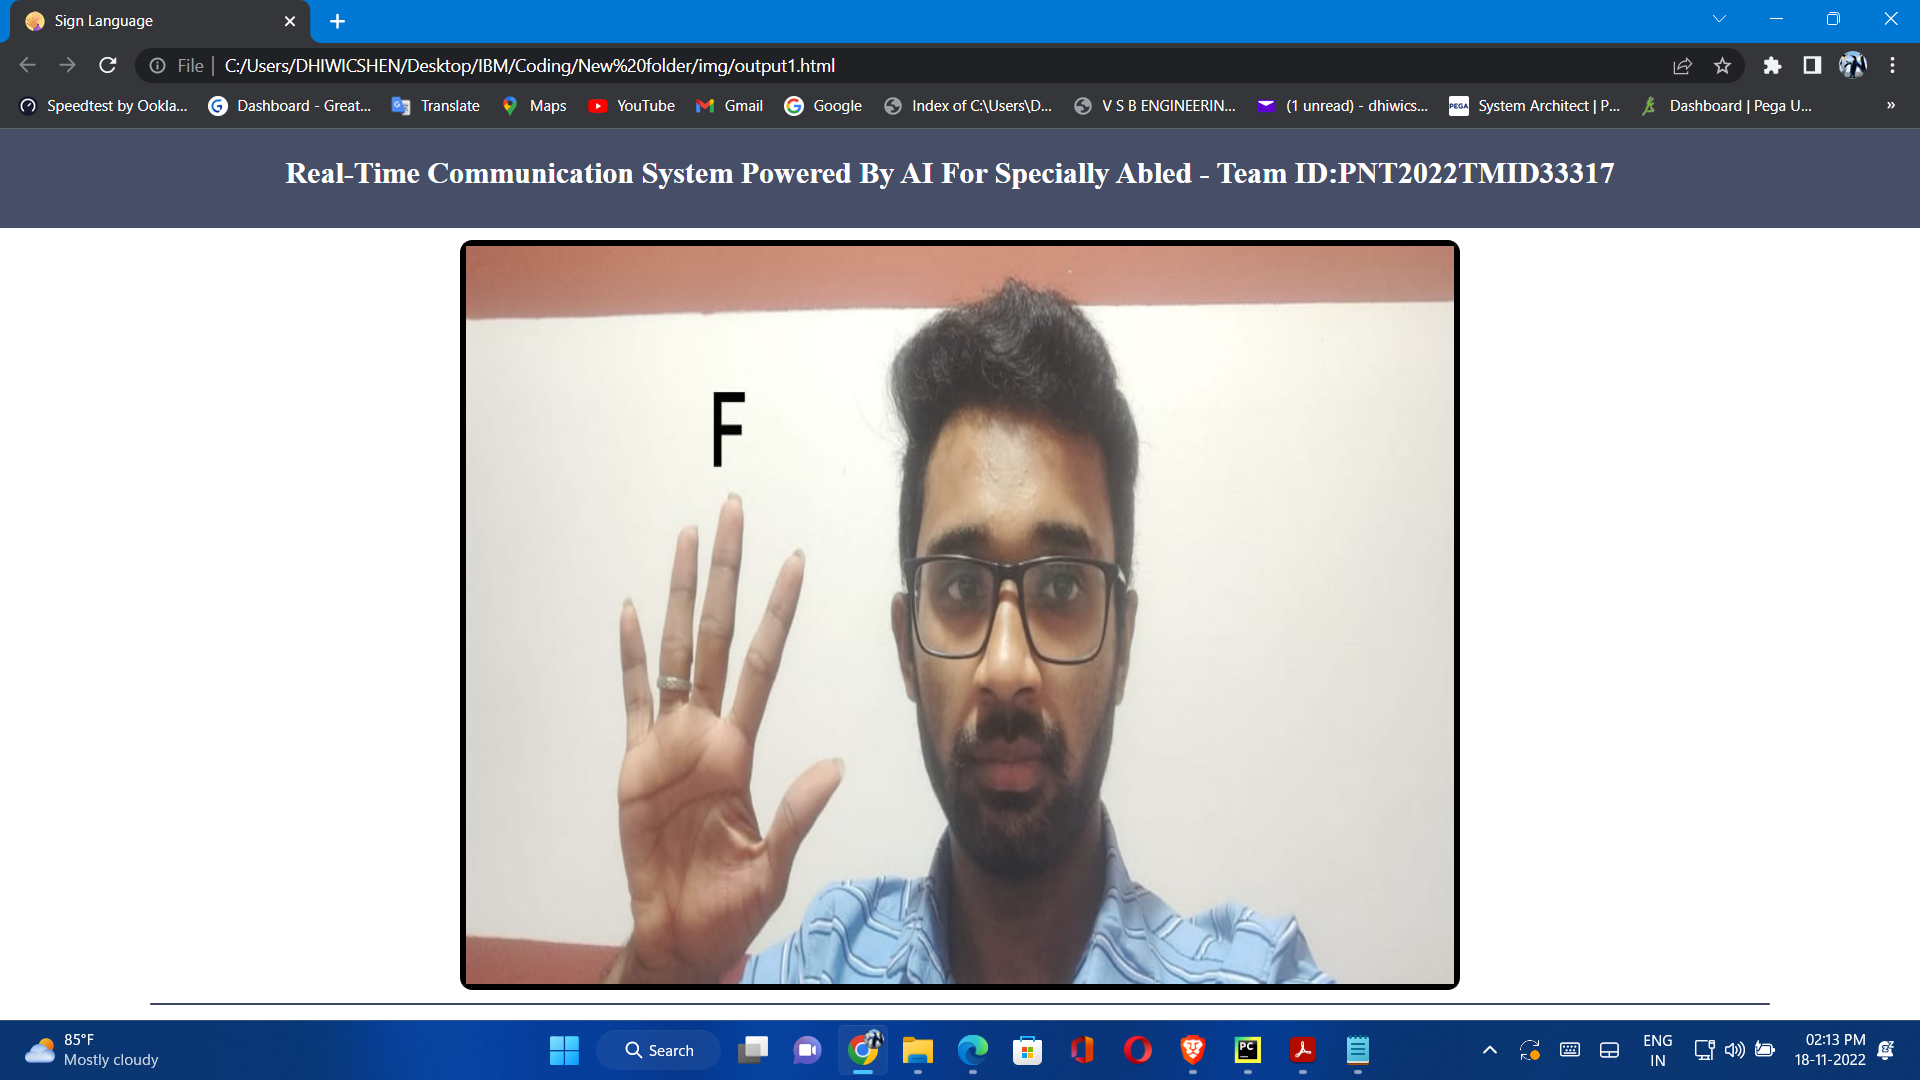 Sign Language
File
C:/Users/DHIWICSHEN/Desktop/IBM/Coding/New%20folder/img/output1.html
Speedtest by Ookla...
Dashboard - Great...
Translate
Maps
YouTube
Gmail
Google
Index of C:\Users\D...
V S B ENGINEERIN...
(1 unread) - dhiwics...
PEGA
System Architect | P...
Dashboard | Pega U...
»
Real-Time Communication System Powered By AI For Specially Abled - Team ID:PNT2022TMID33317
F
85°F
Mostly cloudy
Search
PC
ENG
IN
02:13 PM
18-11-2022